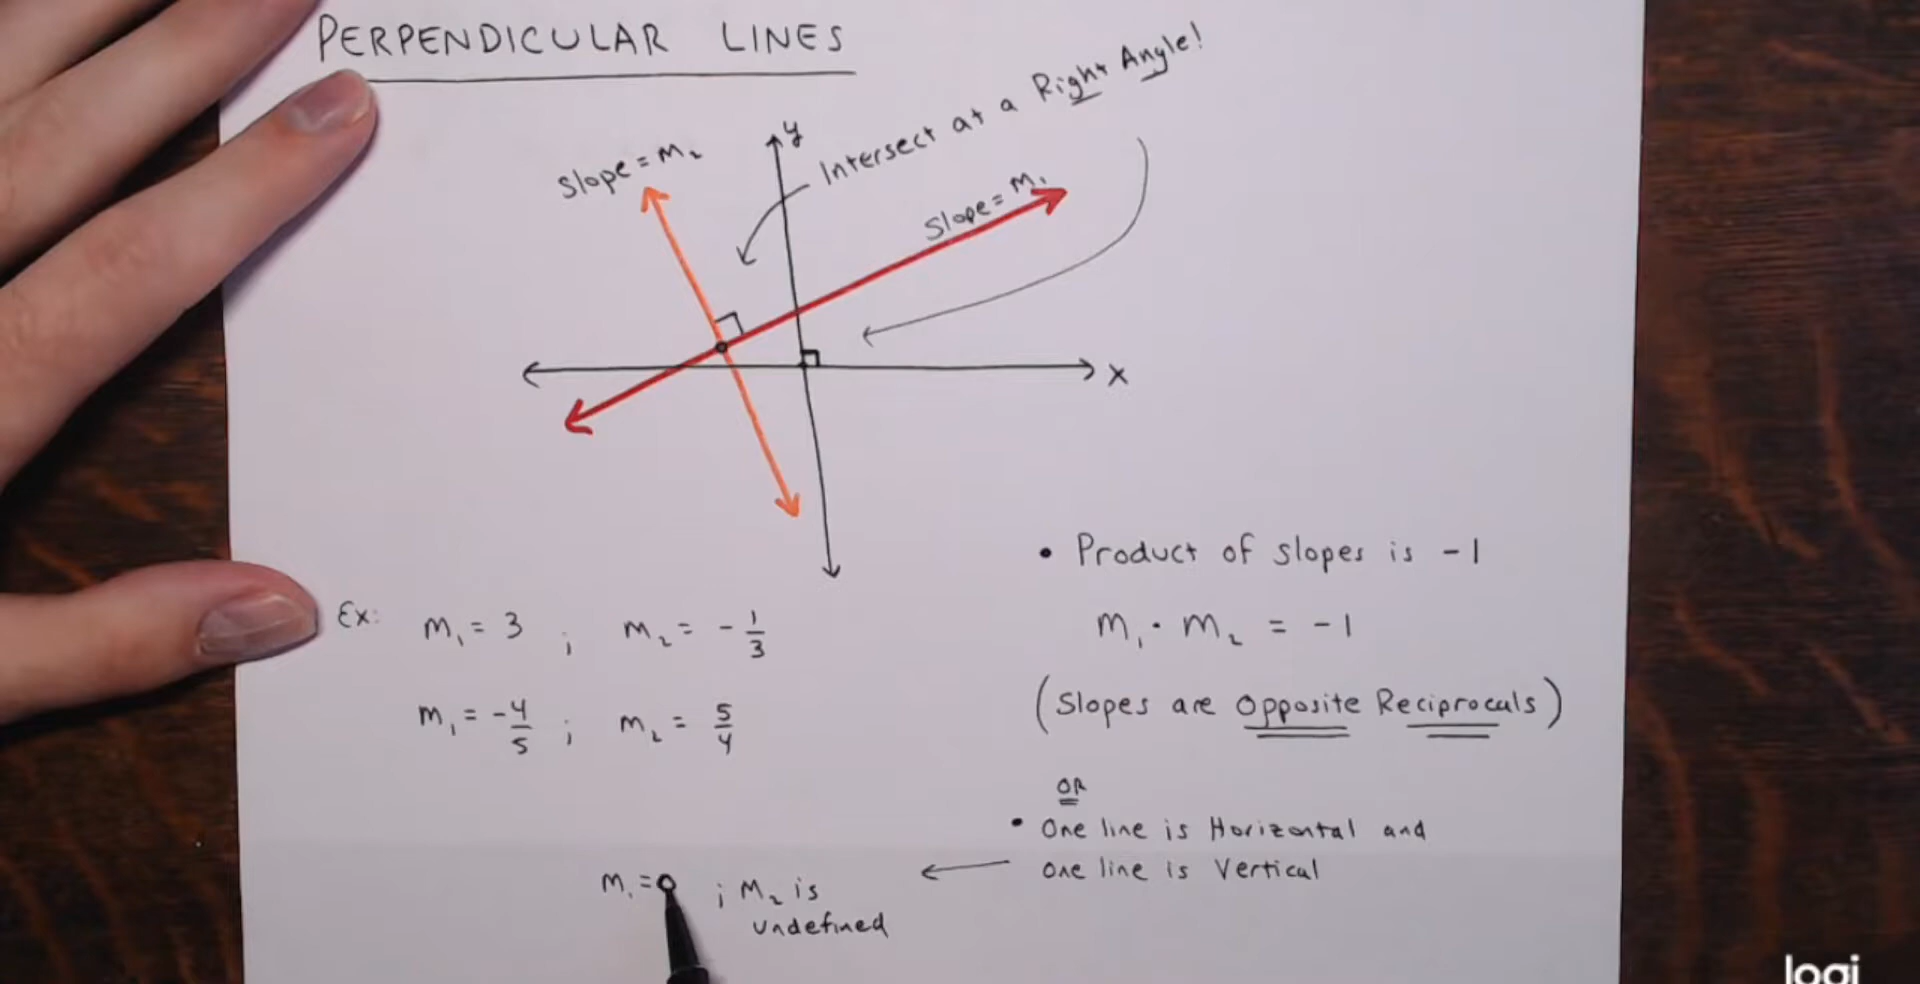 PERPENDICULAR LINES
Intersect at a Right Angle!
y
Slope = m₂
Slope = m₁
x
• Product of slopes is -1
m₁ · m₂ = -1
(Slopes are Opposite Reciprocals)
OR
• One line is Horizontal and
one line is Vertical
Ex: m₁ = 3 ; m₂ = -1/3
m₁ = -4/5 ; m₂ = 5/4
m₁ = 0 ; m₂ is
undefined
logi